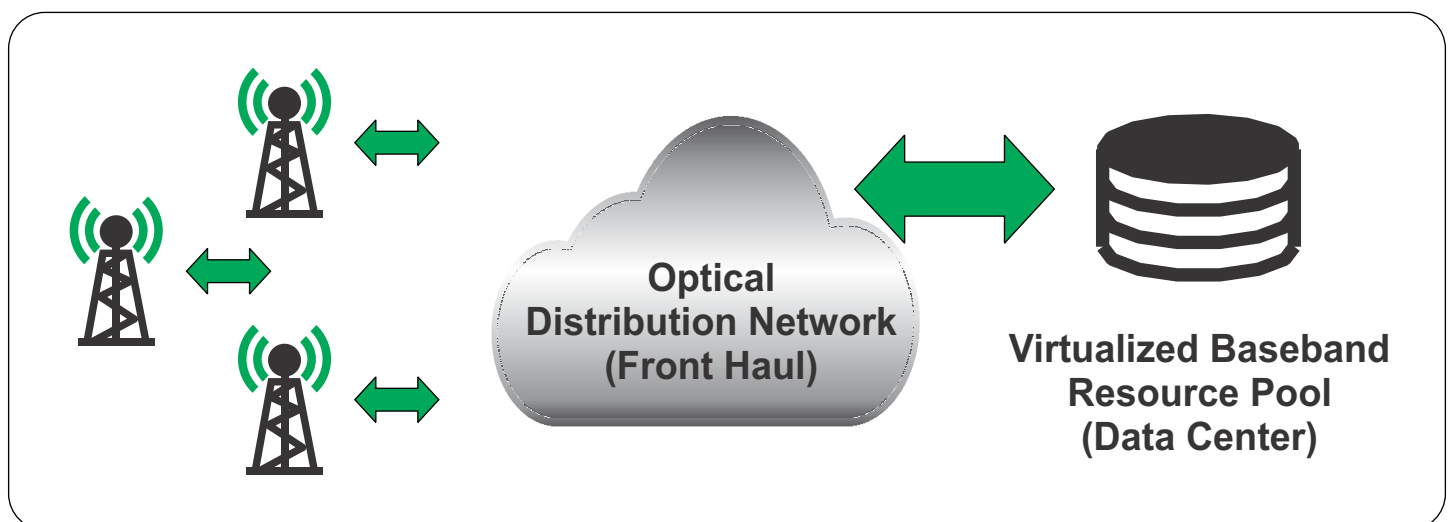 Optical
Distribution Network
(Front Haul)
Virtualized Baseband
Resource Pool
(Data Center)